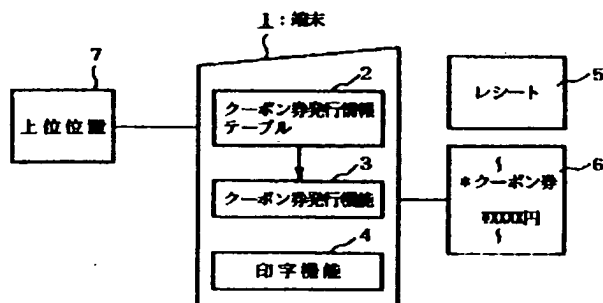 1:端末
7
上位位置
2
クーポン券発行情報
テーブル
3
クーポン券発行機能
4
印字機能
5
レシート
6
*クーポン券
¥XXXX円